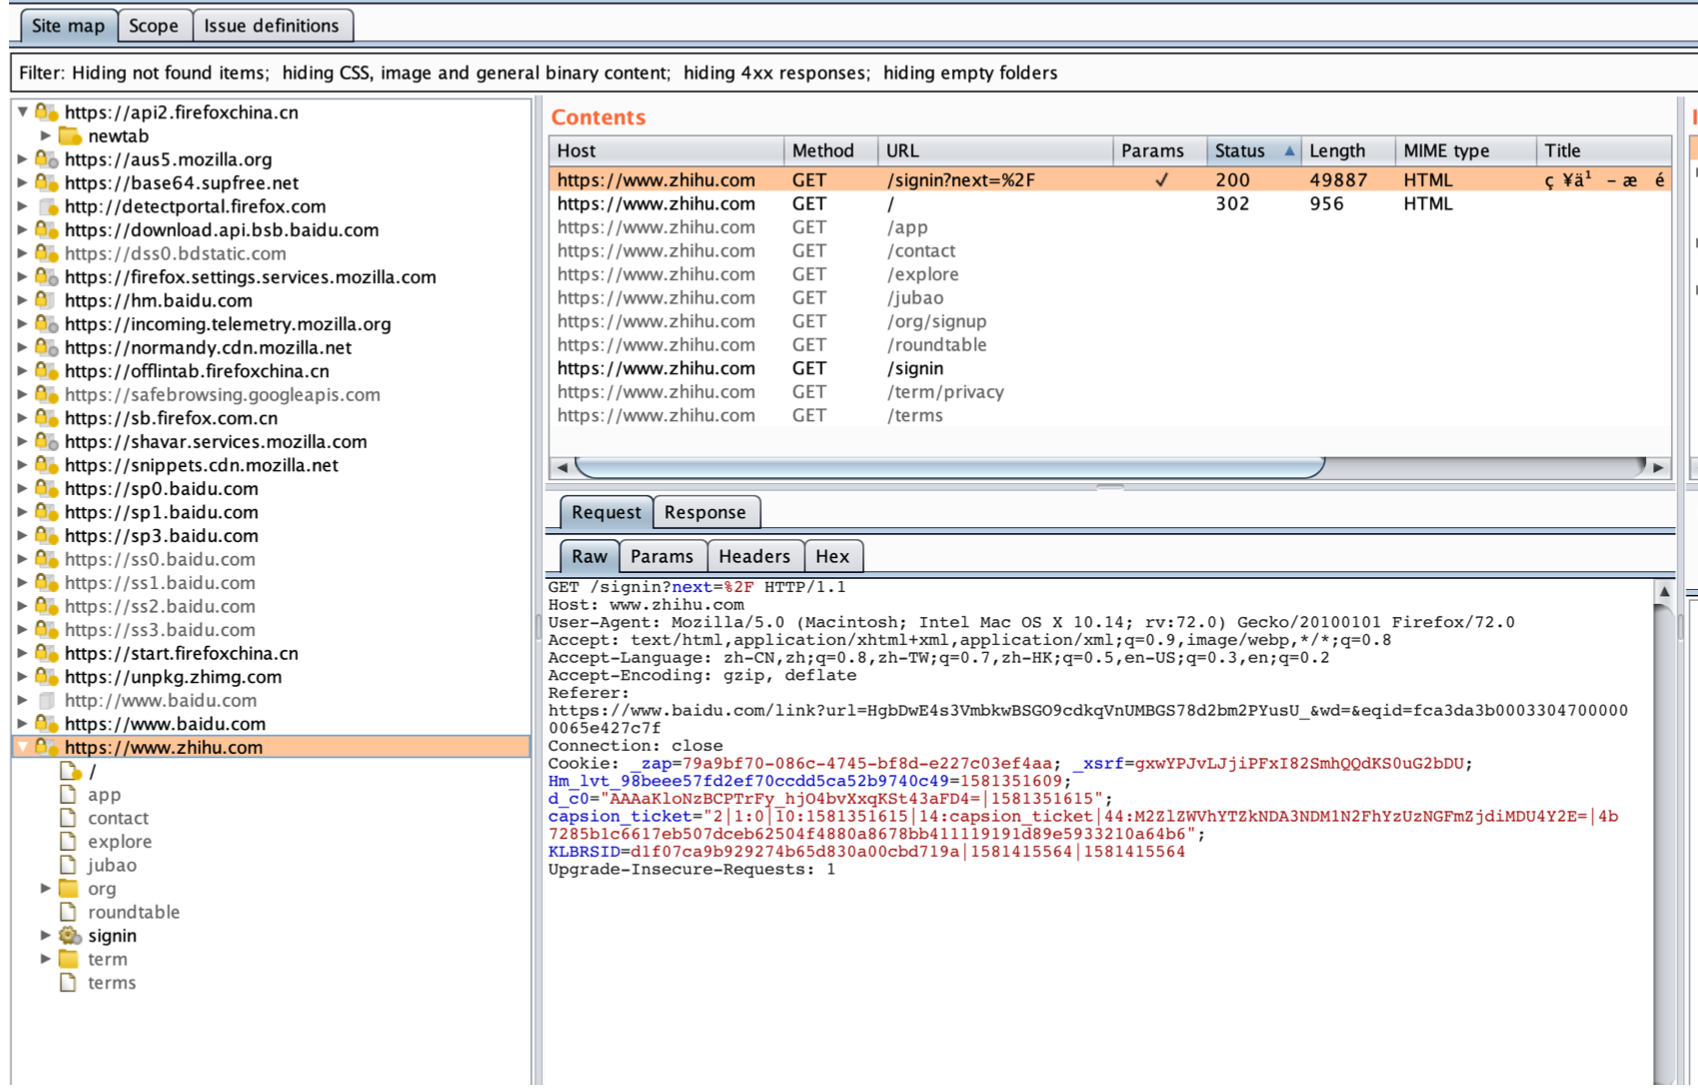 Site map
Scope
Issue definitions
Filter: Hiding not found items; hiding CSS, image and general binary content; hiding 4xx responses; hiding empty folders
https://api2.firefoxchina.cn
newtab
https://aus5.mozilla.org
https://base64.supfree.net
http://detectportal.firefox.com
https://download.api.bsb.baidu.com
https://dss0.bdstatic.com
https://firefox.settings.services.mozilla.com
https://hm.baidu.com
https://incoming.telemetry.mozilla.org
https://normandy.cdn.mozilla.net
https://offlintab.firefoxchina.cn
https://safebrowsing.googleapis.com
https://sb.firefox.com.cn
https://shavar.services.mozilla.com
https://snippets.cdn.mozilla.net
https://sp0.baidu.com
https://sp1.baidu.com
https://sp3.baidu.com
https://ss0.baidu.com
https://ss1.baidu.com
https://ss2.baidu.com
https://ss3.baidu.com
https://start.firefoxchina.cn
https://unpkg.zhimg.com
http://www.baidu.com
https://www.baidu.com
https://www.zhihu.com
/
app
contact
explore
jubao
org
roundtable
signin
term
terms
Contents
Host Method URL Params Status Length MIME type Title
https://www.zhihu.com GET /signin?next=%2F ✓ 200 49887 HTML ç ¥ä¹ - æ é
https://www.zhihu.com GET / 302 956 HTML
https://www.zhihu.com GET /app
https://www.zhihu.com GET /contact
https://www.zhihu.com GET /explore
https://www.zhihu.com GET /jubao
https://www.zhihu.com GET /org/signup
https://www.zhihu.com GET /roundtable
https://www.zhihu.com GET /signin
https://www.zhihu.com GET /term/privacy
https://www.zhihu.com GET /terms
Request
Response
Raw
Params
Headers
Hex
GET /signin?next=%2F HTTP/1.1
Host: www.zhihu.com
User-Agent: Mozilla/5.0 (Macintosh; Intel Mac OS X 10.14; rv:72.0) Gecko/20100101 Firefox/72.0
Accept: text/html,application/xhtml+xml,application/xml;q=0.9,image/webp,*/*;q=0.8
Accept-Language: zh-CN,zh;q=0.8,zh-TW;q=0.7,zh-HK;q=0.5,en-US;q=0.3,en;q=0.2
Accept-Encoding: gzip, deflate
Referer:
https://www.baidu.com/link?url=HgbDwE4s3VmbkwBSGO9cdkqVnUMBGS78d2bm2PYusU_&wd=&eqid=fca3da3b0003304700000
0065e427c7f
Connection: close
Cookie: _zap=79a9bf70-086c-4745-bf8d-e227c03ef4aa; _xsrf=gxwYPJvLJjiPFxI82SmhQQdKS0uG2bDU;
Hm_lvt_98beee57fd2ef70ccdd5ca52b9740c49=1581351609;
d_c0="AAAaKloNzBCPTrFy_hjO4bvXxqKSt43aFD4=|1581351615";
capsion_ticket="2|1:0|10:1581351615|14:capsion_ticket|44:M2ZlZWVhYTZkNDA3NDM1N2FhYzUzNGFmZjdiMDU4Y2E=|4b
7285b1c6617eb507dceb62504f4880a8678bb411119191d89e5933210a64b6";
KLBRSID=d1f07ca9b929274b65d830a00cbd719a|1581415564|1581415564
Upgrade-Insecure-Requests: 1